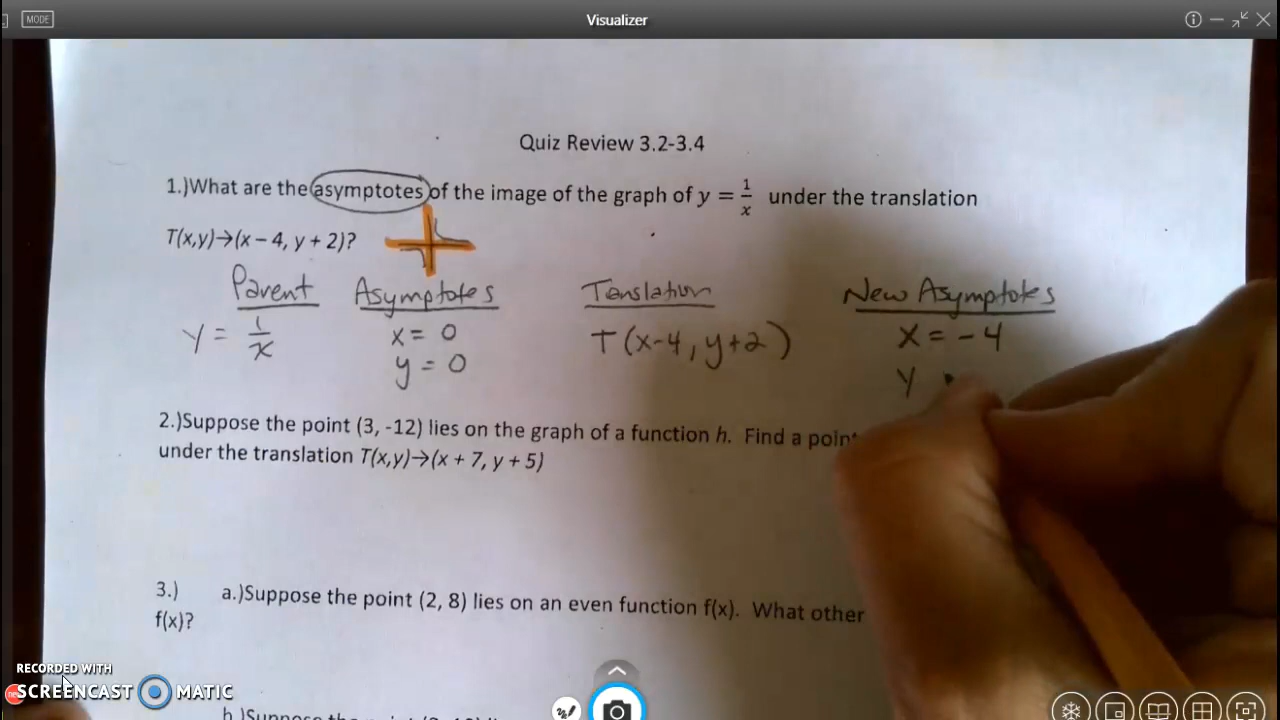 MODE
Visualizer
Quiz Review 3.2-3.4
1.)What are the asymptotes of the image of the graph of y = 1/x under the translation
T(x,y)→(x – 4, y + 2)?
Parent Asymptotes Translation New Asymptotes
y = 1/x x = 0 T(x-4, y+2) x = -4
y = 0 y
2.)Suppose the point (3, -12) lies on the graph of a function h. Find a point
under the translation T(x,y)→(x + 7, y + 5)
3.) a.)Suppose the point (2, 8) lies on an even function f(x). What other
f(x)?
RECORDED WITH
SCREENCAST MATIC
b.)Suppose the point